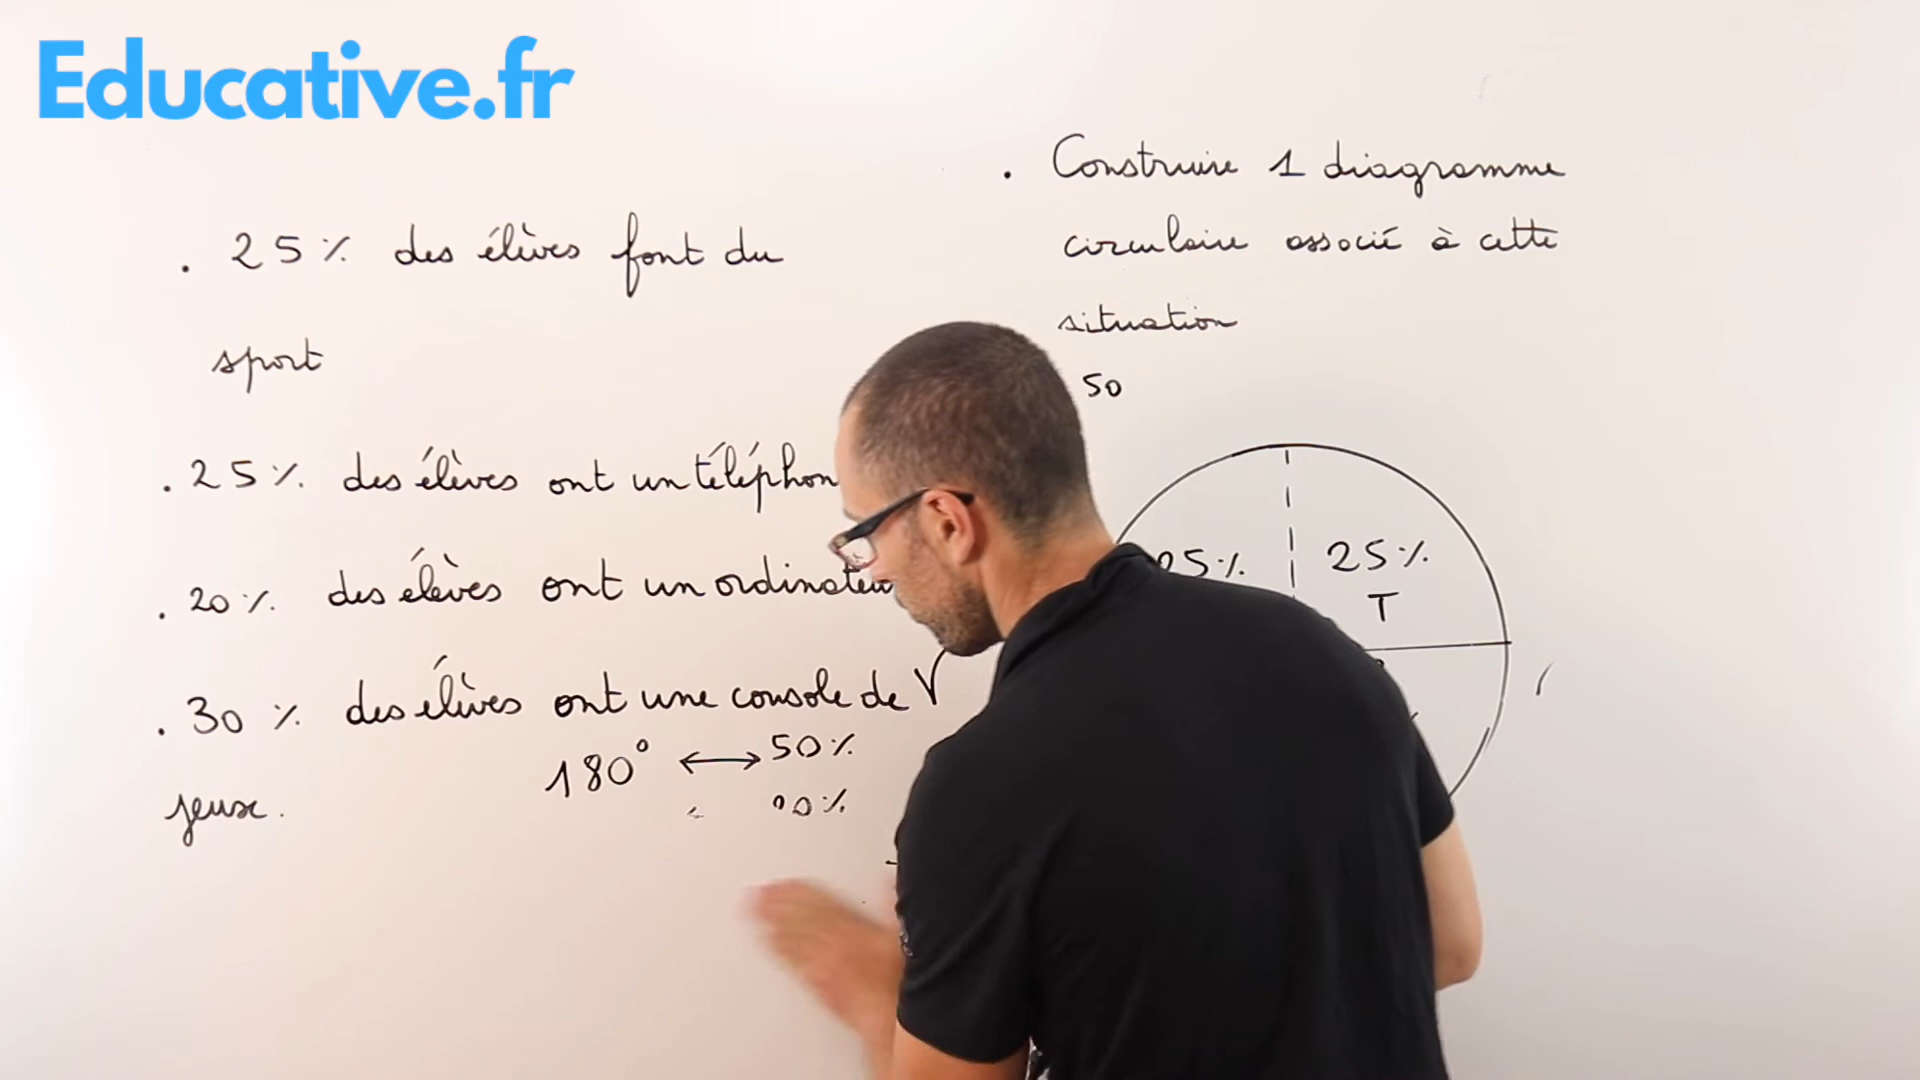 Educative.fr
. 25 % des élèves font du
sport
. 25 % des élèves ont un téléphon
. 20 % des élèves ont un ordinateu
. 30 % des élèves ont une console de
jeux.
180° ↔ 50 %
. Construire 1 diagramme
circulaire associé à cette
situation
50
25 %
25 %
T